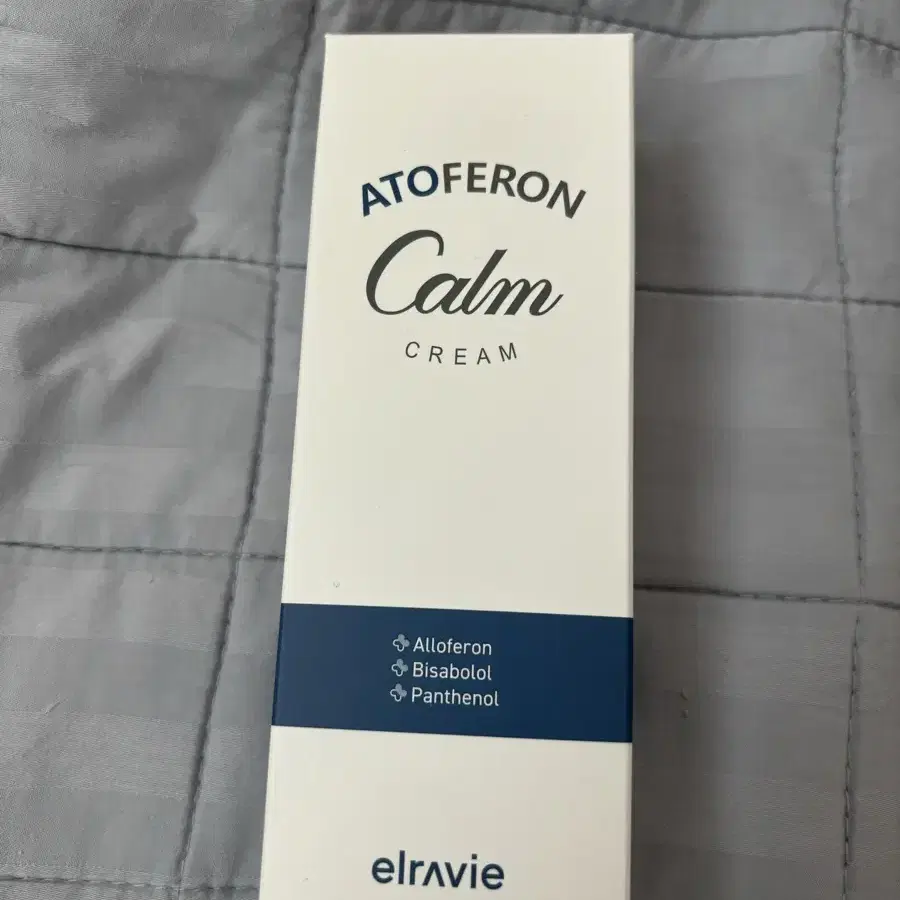 ATOFERON
Calm
CREAM
Alloferon
Bisabolol
Panthenol
elravie